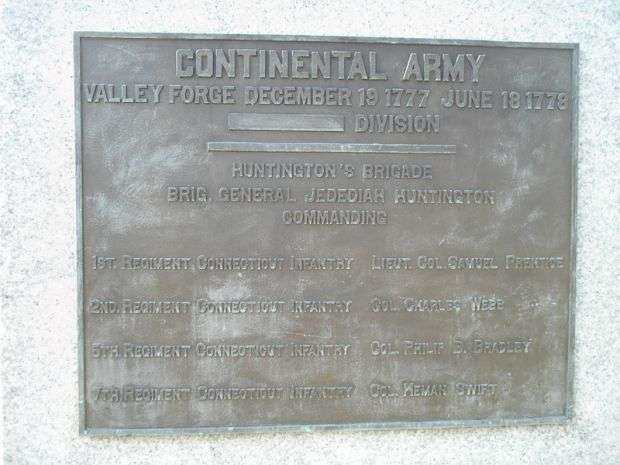 CONTINENTAL ARMY
VALLEY FORGE DECEMBER 19 1777 JUNE 18 1778
DIVISION
HUNTINGTON'S BRIGADE
BRIG. GENERAL JEDEDIAH HUNTINGTON
COMMANDING
1ST. REGIMENT CONNECTICUT INFANTRY LIEUT. COL. SAMUEL PRENTICE
2ND. REGIMENT CONNECTICUT INFANTRY COL. CHARLES WEBB
5TH. REGIMENT CONNECTICUT INFANTRY COL. PHILIP B. BRADLEY
7TH. REGIMENT CONNECTICUT INFANTRY COL. HEMAN SWIFT